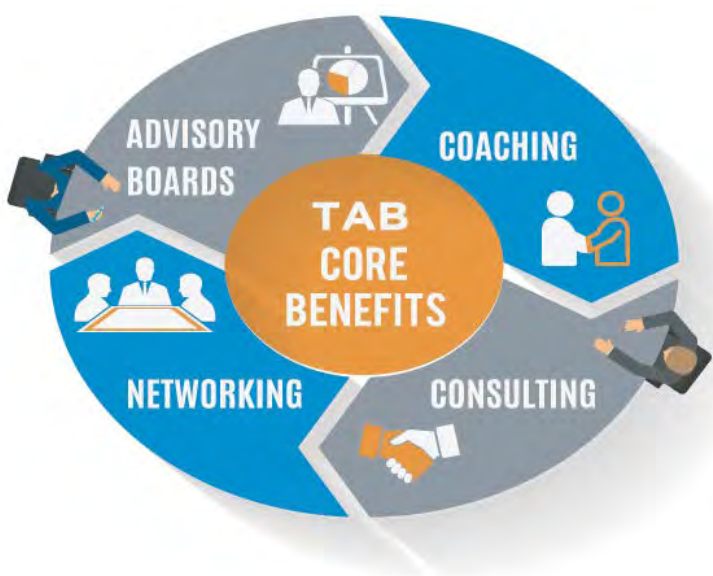 ADVISORY
BOARDS
COACHING
TAB
CORE
BENEFITS
NETWORKING
CONSULTING